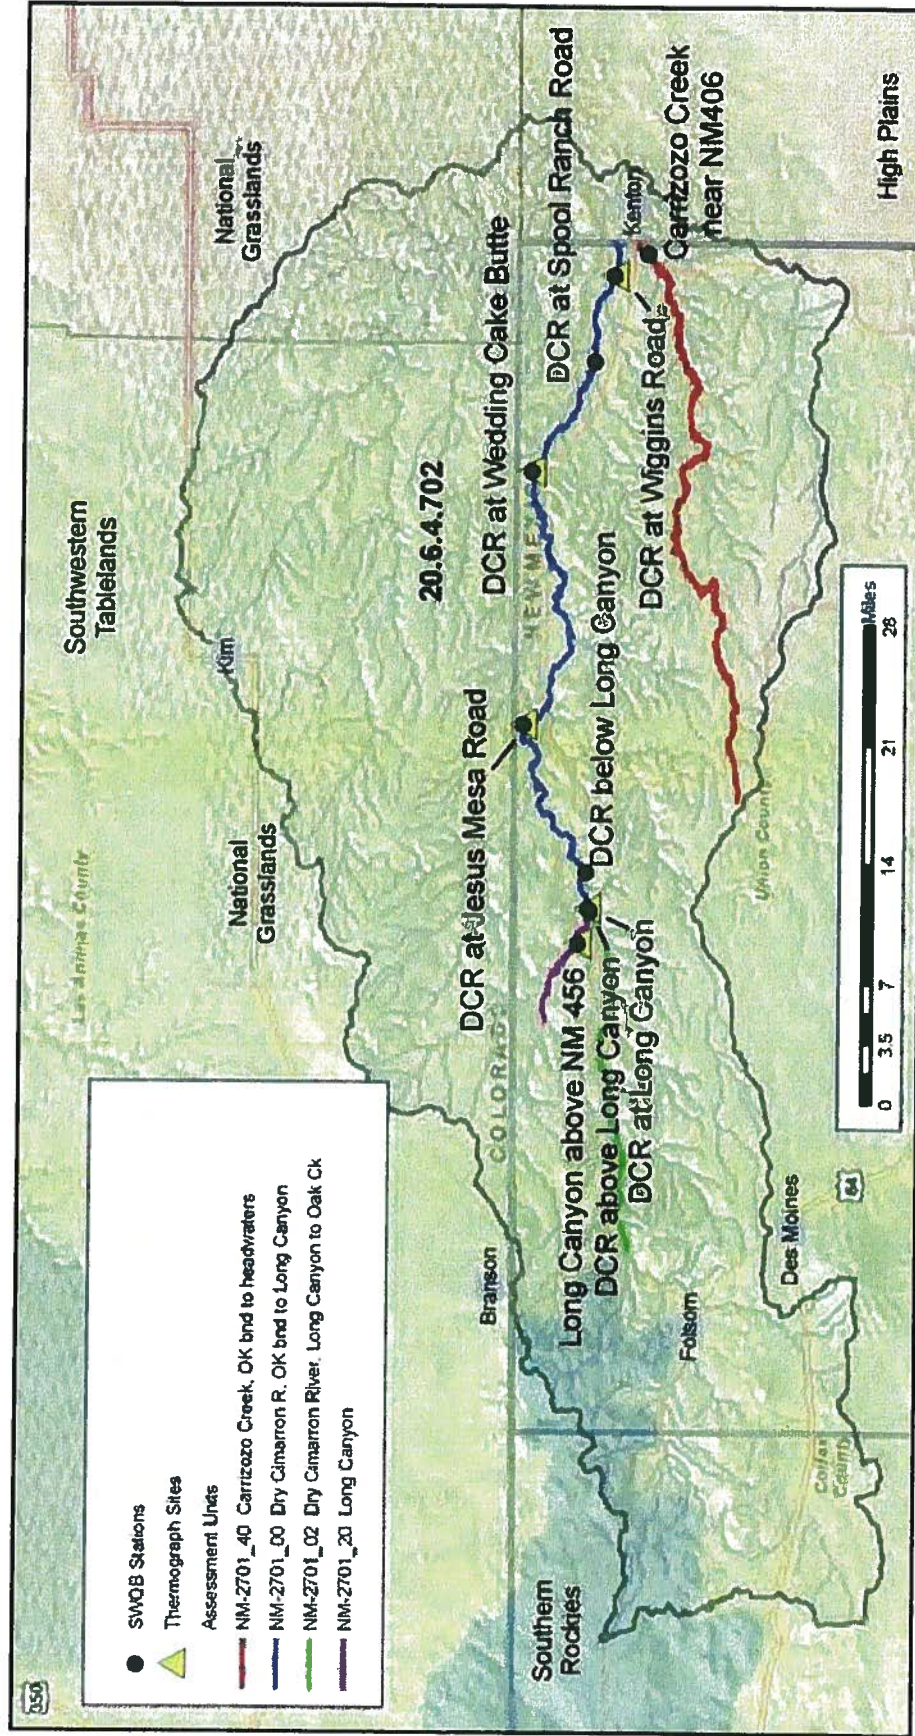 350
Las Animas County
Southwestern
Tablelands
National
Grasslands
Kim
National
Grasslands
SWQB Stations
Thermograph Sites
Assessment Units
NM-2701_40 Carrizozo Creek, OK bnd to headwaters
NM-2701_00 Dry Cimarron R. OK bnd to Long Canyon
NM-2701_02 Dry Cimarron River, Long Canyon to Oak Ck
NM-2701_20 Long Canyon
20.6.4.702
Branson
COLORADO
DCR at Jesus Mesa Road
DCR at Wedding Cake Butte
NEW MEX
Southern
Rockies
Long Canyon above NM 456
DCR above Long Canyon
DCR at Long Canyon
DCR below Long Canyon
DCR at Spool Ranch Road
DCR at Wiggins Road
Kenton
Carrizozo Creek
near NM406
Folsom
Des Moines
Union County
Colfax
County
64
High Plains
0 3.5 7 14 21 28
Miles